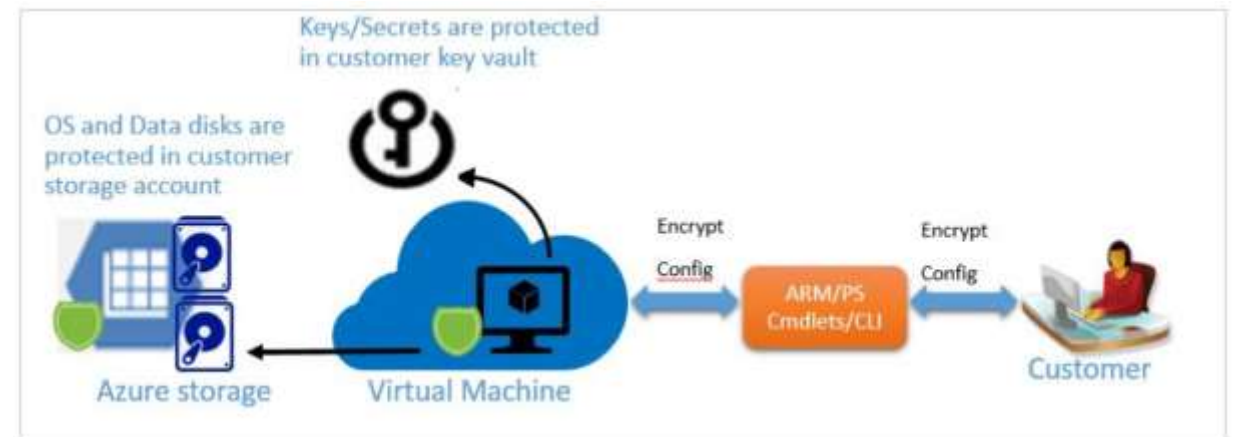 Keys/Secrets are protected
in customer key vault
OS and Data disks are
protected in customer
storage account
Encrypt
Config
Encrypt
Config
ARM/PS
Cmdlets/CLI
Azure storage
Virtual Machine
Customer